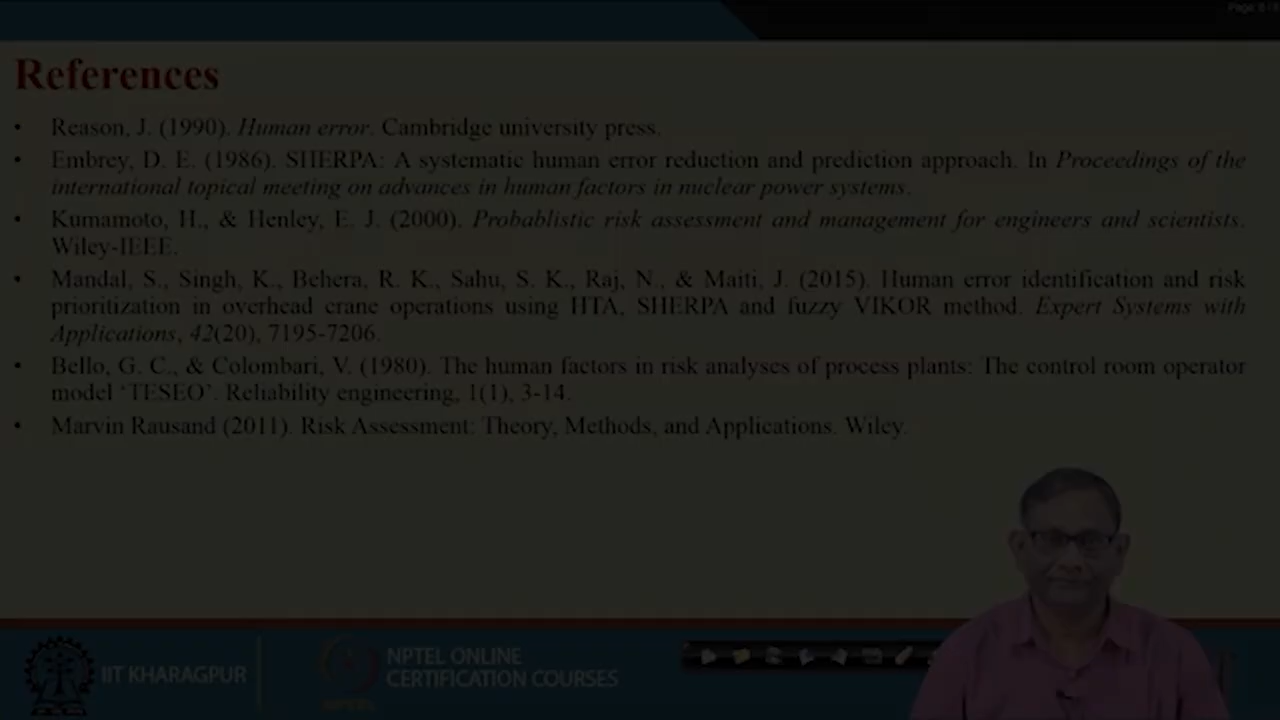 References
• Reason, J. (1990). Human error. Cambridge university press.
• Embrey, D. E. (1986). SHERPA: A systematic human error reduction and prediction approach. In Proceedings of the
international topical meeting on advances in human factors in nuclear power systems.
• Kumamoto, H., & Henley, E. J. (2000). Probablistic risk assessment and management for engineers and scientists.
Wiley-IEEE.
• Mandal, S., Singh, K., Behera, R. K., Sahu, S. K., Raj, N., & Maiti, J. (2015). Human error identification and risk
prioritization in overhead crane operations using HTA, SHERPA and fuzzy VIKOR method. Expert Systems with
Applications, 42(20), 7195-7206.
• Bello, G. C., & Colombari, V. (1980). The human factors in risk analyses of process plants: The control room operator
model ‘TESEO’. Reliability engineering, 1(1), 3-14.
• Marvin Rausand (2011). Risk Assessment: Theory, Methods, and Applications. Wiley.
IIT KHARAGPUR
NPTEL ONLINE
CERTIFICATION COURSES
NPTEL